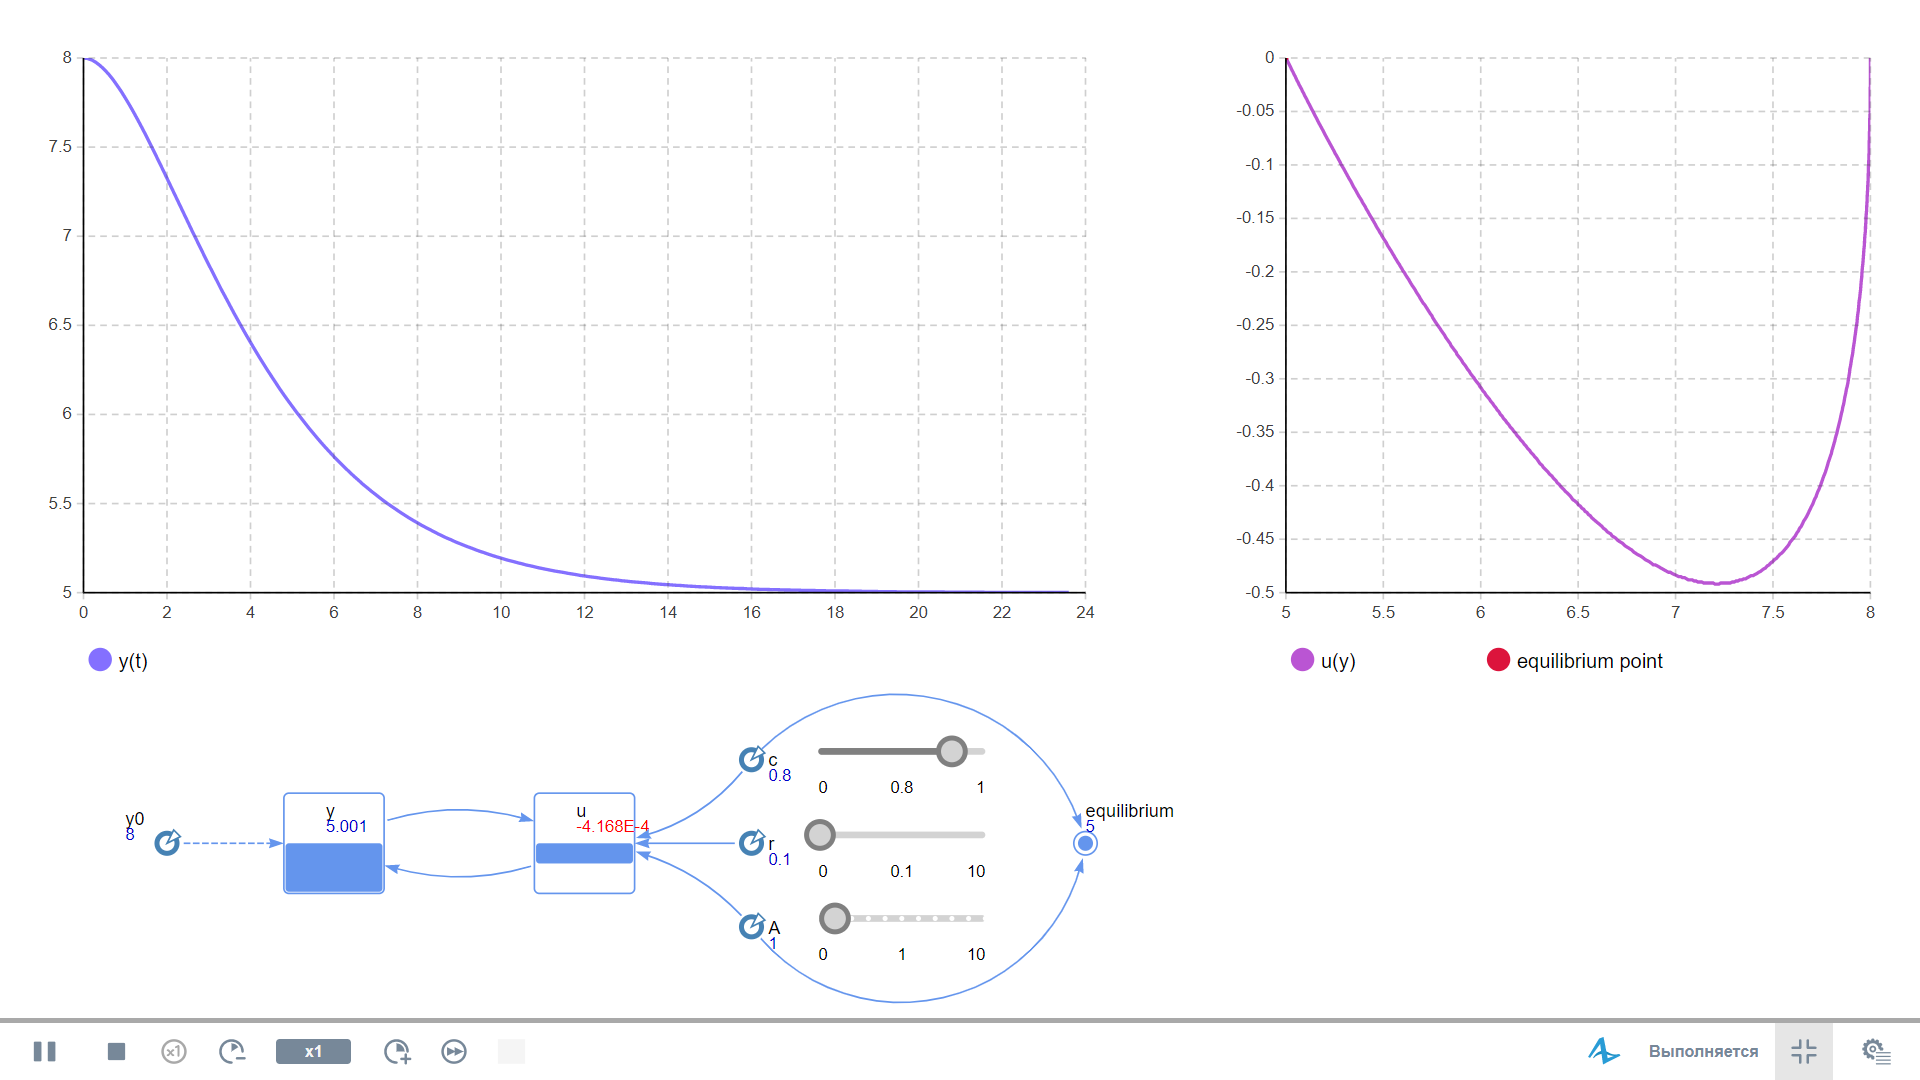 8
7.5
7
6.5
6
5.5
5
0 2 4 6 8 10 12 14 16 18 20 22 24
y(t)
0
-0.05
-0.1
-0.15
-0.2
-0.25
-0.3
-0.35
-0.4
-0.45
-0.5
5 5.5 6 6.5 7 7.5 8
u(y) equilibrium point
y0
8
y
5.001
u
-4.168E-4
c
0.8
0 0.8 1
r
0.1
0 0.1 10
A
1
0 1 10
equilibrium
5
x1 x1 Выполняется